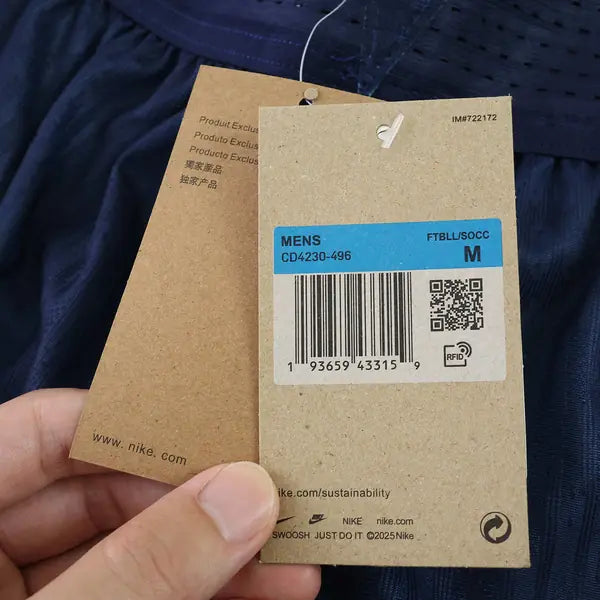 Produit Exclus
Produto Exclus
Producto Exclus
獨家産品
独家产品
www. nike. com
IM#722172
MENS
FTBLL/SOCC
CD4230-496
M
1 93659 43315 9
RFID
ike.com/sustainability
NIKE nike.com
SWOOSH JUST DO IT ©2025Nike